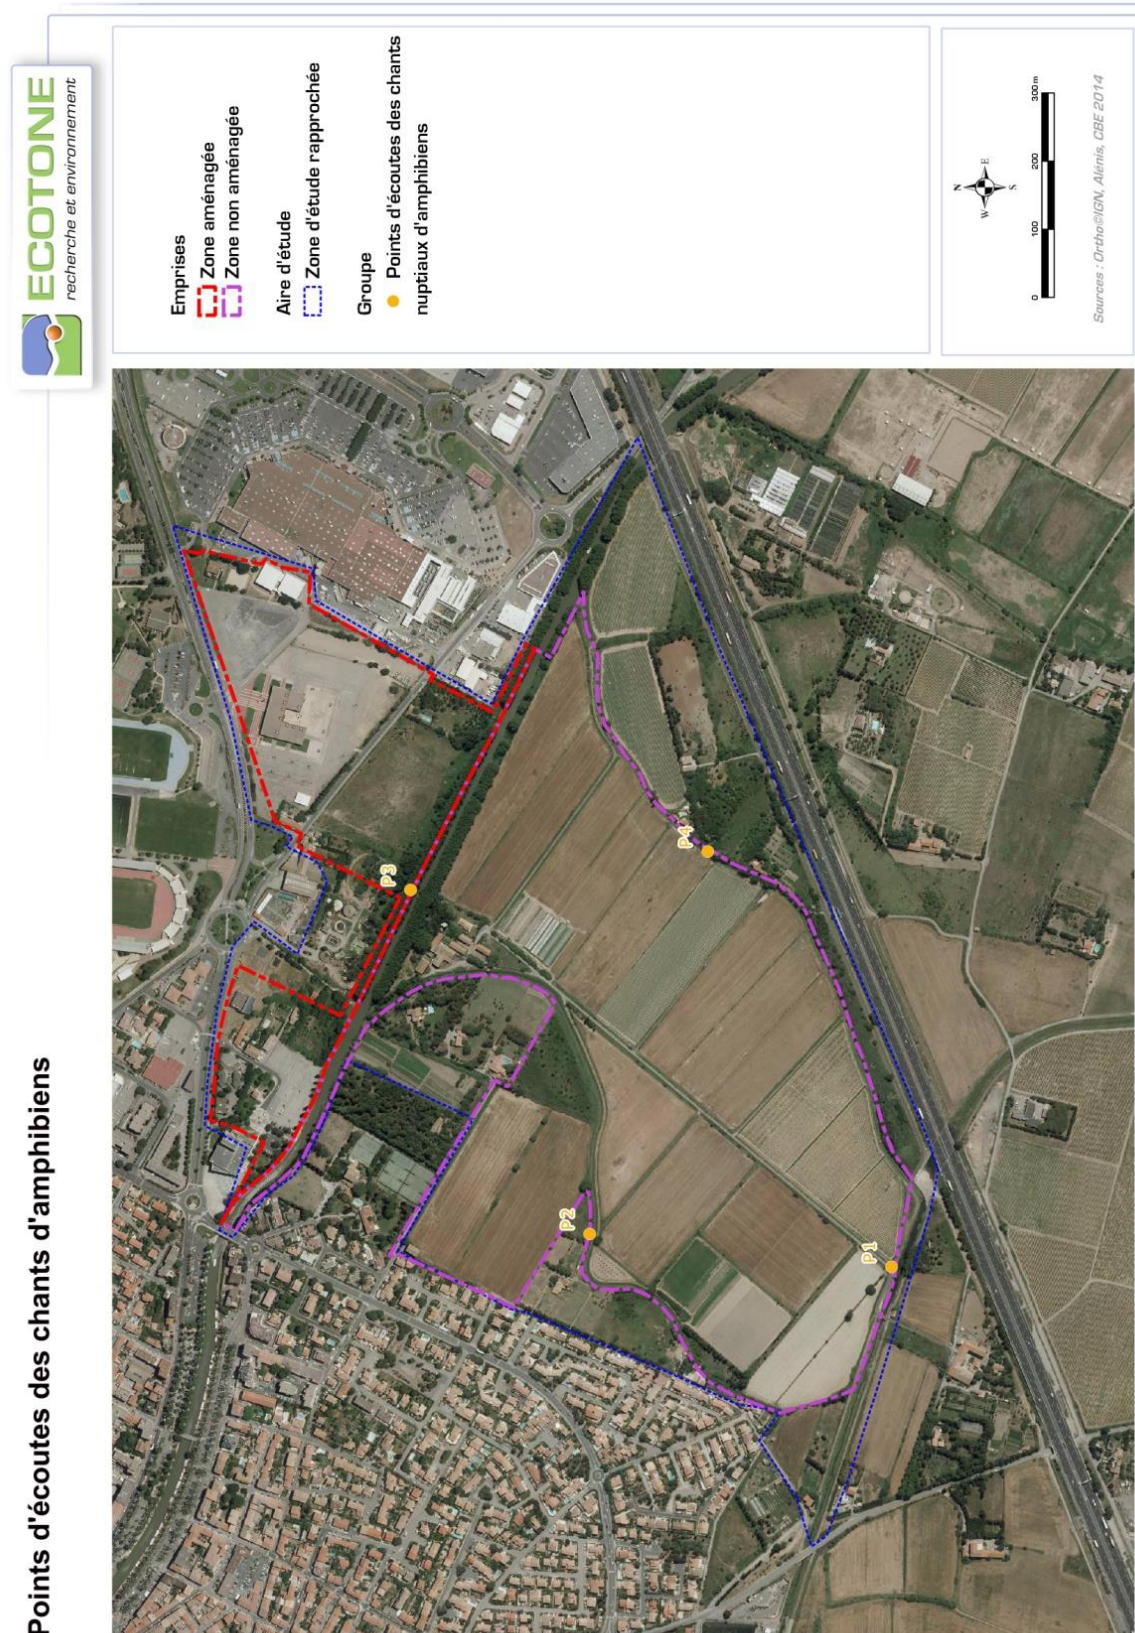 Points d'écoutes des chants d'amphibiens
ECOTONE
recherche et environnement
Emprises
Zone aménagée
Zone non aménagée
Aire d'étude
Zone d'étude rapprochée
Groupe
Points d'écoutes des chants
nuptiaux d'amphibiens
P3
P4
P2
P1
N
W
E
S
0
100
200
300 m
Sources : Ortho©IGN, Alénis, CBE 2014